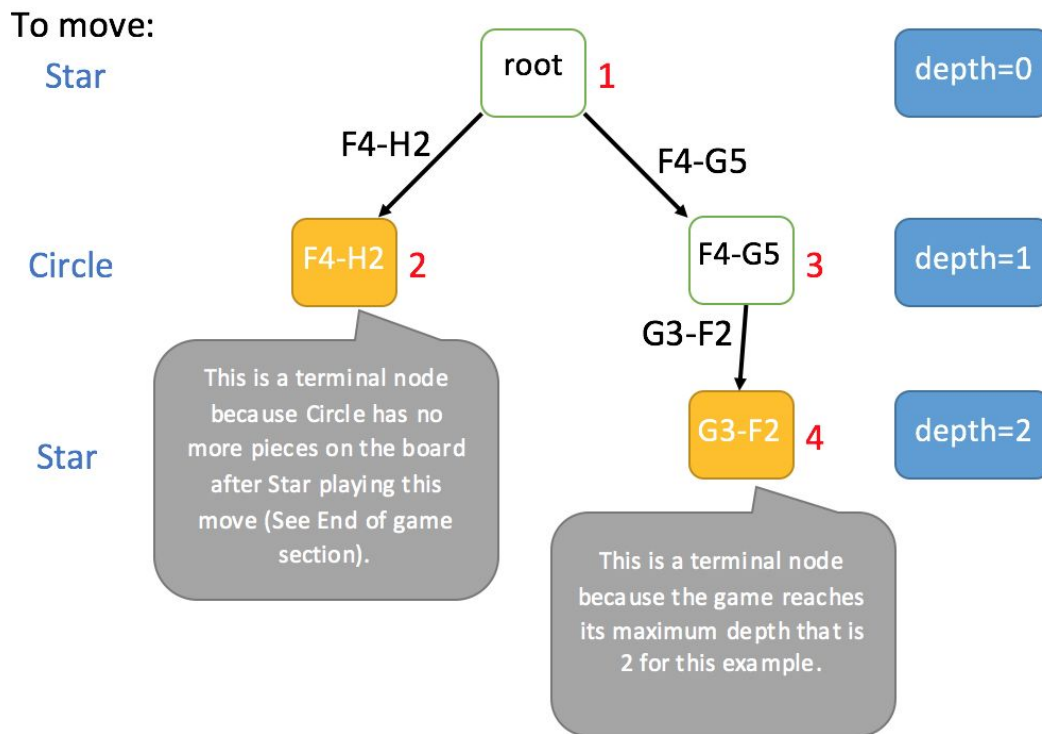 To move:
Star
root
1
depth=0
F4-H2
F4-G5
Circle
F4-H2
2
F4-G5
3
depth=1
G3-F2
This is a terminal node
because Circle has no
more pieces on the board
after Star playing this
move (See End of game
section).
Star
G3-F2
4
depth=2
This is a terminal node
because the game reaches
its maximum depth that is
2 for this example.